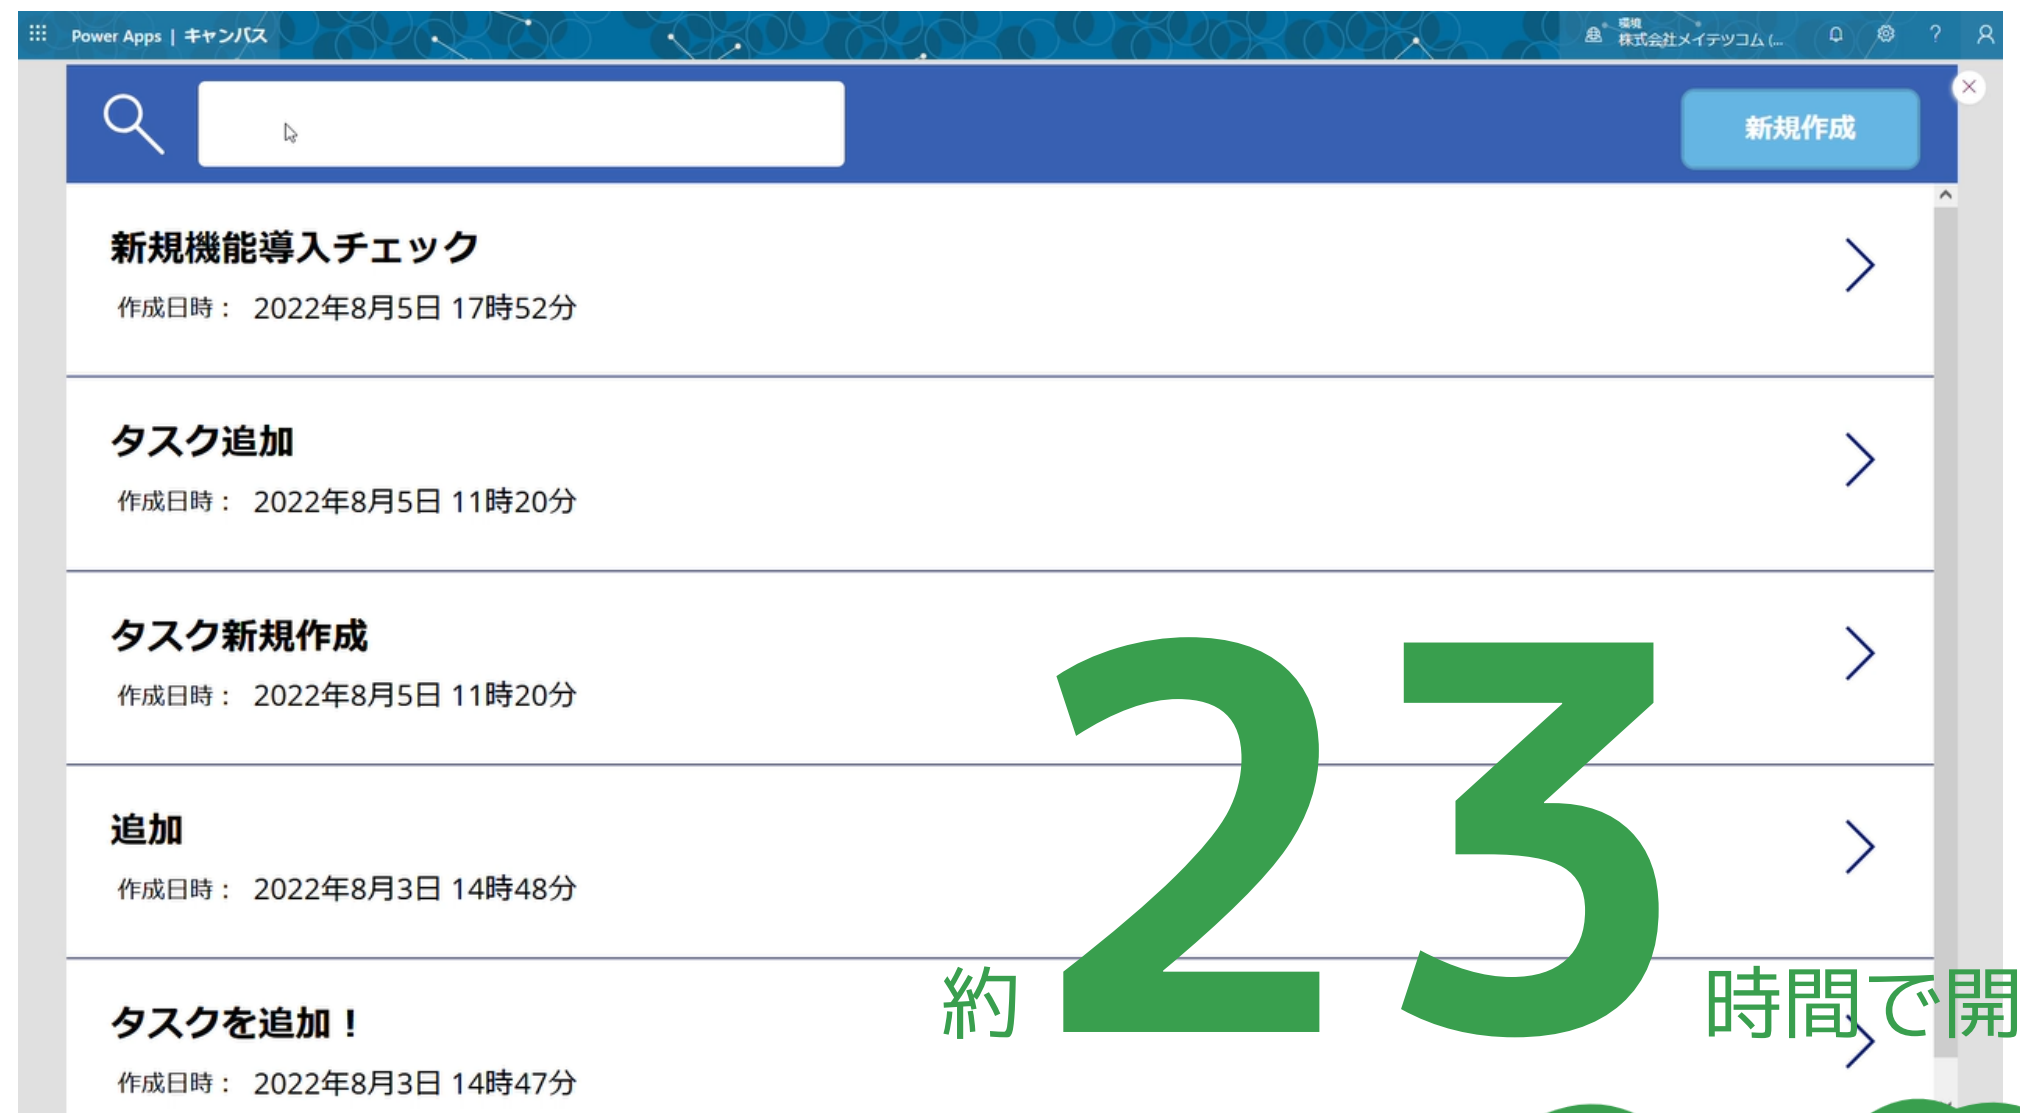 Power Apps | キャンバス
環境
株式会社メイテツコム (...
新規作成
新規機能導入チェック
作成日時： 2022年8月5日 17時52分
タスク追加
作成日時： 2022年8月5日 11時20分
タスク新規作成
作成日時： 2022年8月5日 11時20分
追加
作成日時： 2022年8月3日 14時48分
タスクを追加！
作成日時： 2022年8月3日 14時47分
約23時間で開